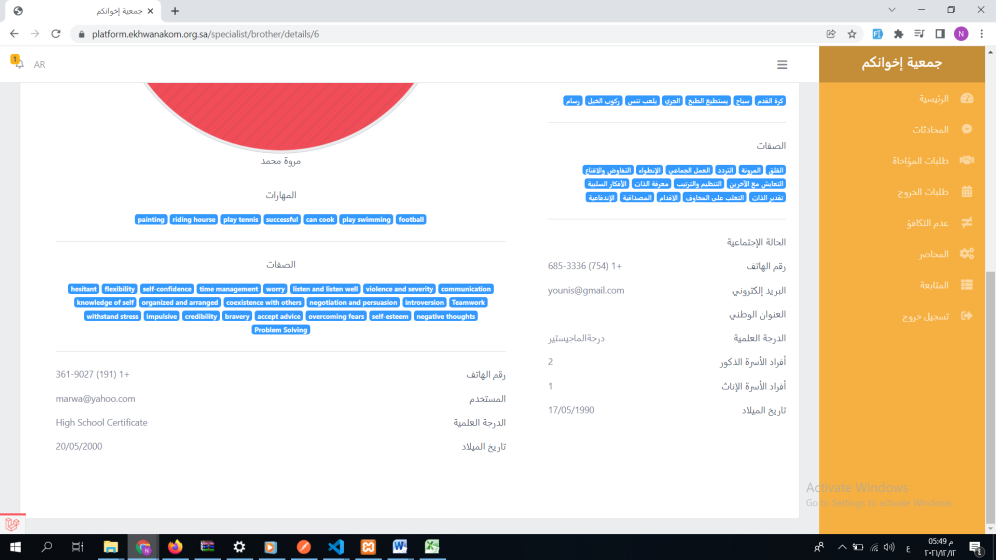 جمعية إخوانكم
platform.ekhwanakom.org.sa/specialist/brother/details/6
N
1
AR
جمعية إخوانكم
الرئيسية
المحادثات
طلبات المؤاخاة
طلبات الخروج
عدم التكافؤ
المحاضر
المتابعة
تسجيل خروج
كرة القدم سباح يستطيع الطبخ الجري يلعب تنس ركوب الخيل رسام
الصفات
القلق المرونة التردد العمل الجماعي الإنطواء التفاوض والإقناع
التعايش مع الآخرين التنظيم والترتيب معرفة الذات الأفكار السلبية
تقدير الذات التغلب على المخاوف الاقدام المصداقية الإندفاعية
الحالة الإجتماعية
رقم الهاتف +1 (754) 685-3336
البريد إلكتروني younis@gmail.com
العنوان الوطني
الدرجة العلمية درجةالماجيستير
أفراد الأسرة الذكور 2
أفراد الأسرة الإناث 1
تاريخ الميلاد 17/05/1990
مروة محمد
المهارات
painting riding hourse play tennis successful can cook play swimming football
الصفات
hesitant flexibility self-confidence time management worry listen and listen well violence and severity communication
knowledge of self organized and arranged coexistence with others negotiation and persuasion introversion Teamwork
withstand stress impulsive credibility bravery accept advice overcoming fears self-esteem negative thoughts
Problem Solving
رقم الهاتف +1 (191) 361-9027
المستخدم marwa@yahoo.com
الدرجة العلمية High School Certificate
تاريخ الميلاد 20/05/2000
Activate Windows
Go to Settings to activate Windows.
م 05:49
ع